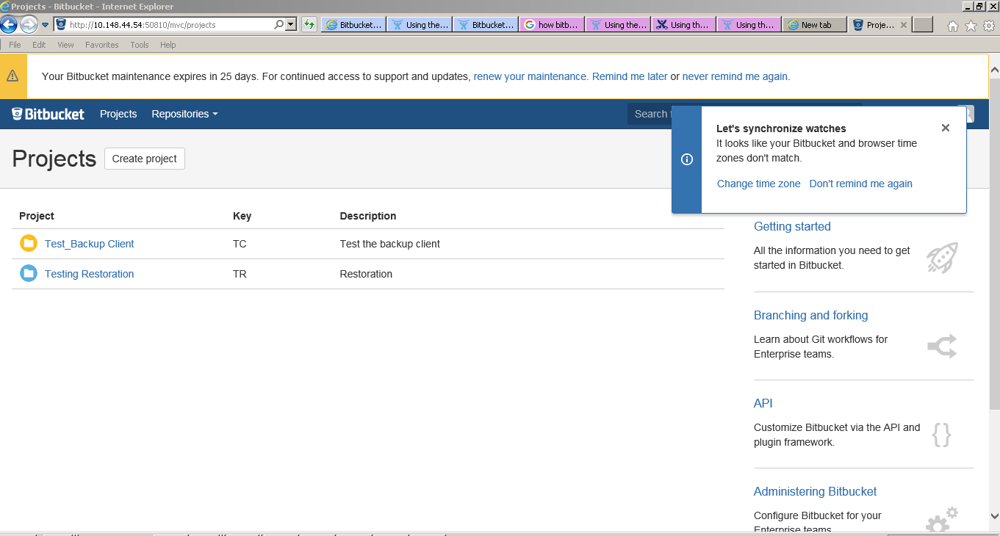 Projects - Bitbucket - Internet Explorer
http://10.148.44.54:50810/mvc/projects
Bitbucket... Using the... Bitbucket... how bitb... Using the... Using th... Using th... New tab Proje...
File Edit View Favorites Tools Help
Your Bitbucket maintenance expires in 25 days. For continued access to support and updates, renew your maintenance. Remind me later or never remind me again.
Bitbucket Projects Repositories Search f
Let's synchronize watches
It looks like your Bitbucket and browser time
zones don't match.
Change time zone Don't remind me again
Projects Create project
Project Key Description
Test_Backup Client TC Test the backup client
Testing Restoration TR Restoration
Getting started
All the information you need to get
started in Bitbucket.
Branching and forking
Learn about Git workflows for
Enterprise teams.
API
Customize Bitbucket via the API and
plugin framework.
Administering Bitbucket
Configure Bitbucket for your
Enterprise teams